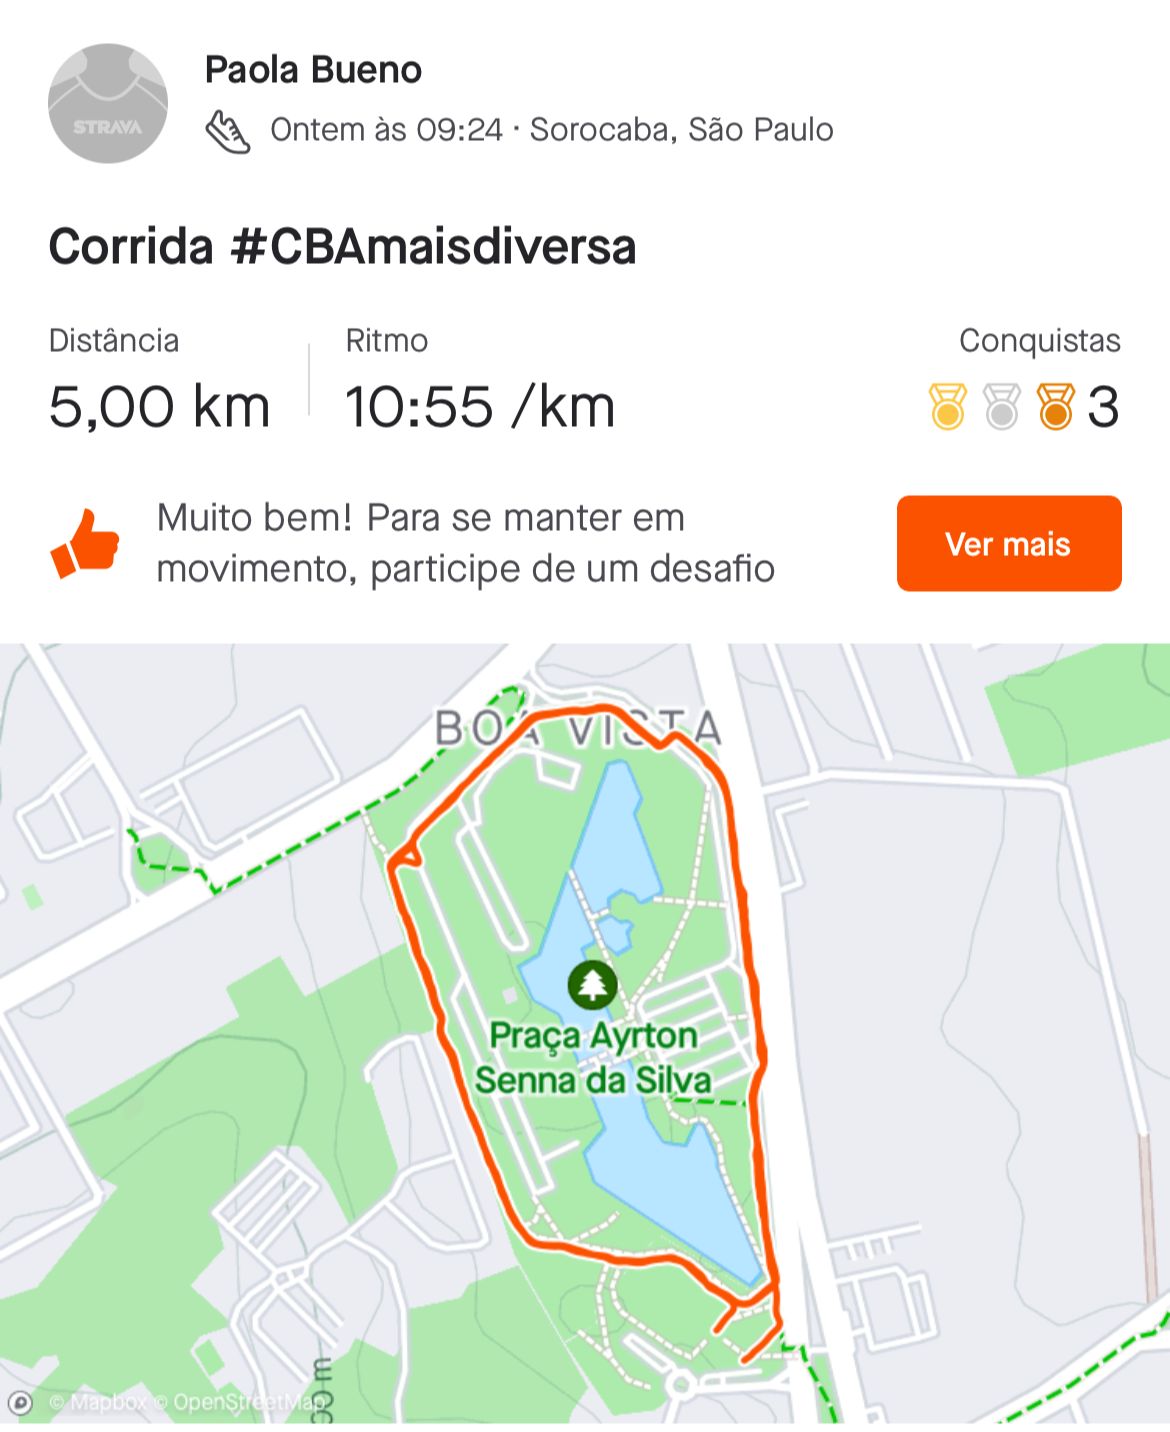 STRAVA
Paola Bueno
Ontem às 09:24 · Sorocaba, São Paulo
Corrida #CBAmaisdiversa
Distância
5,00 km
Ritmo
10:55 /km
Conquistas
3
Muito bem! Para se manter em
movimento, participe de um desafio
Ver mais
BOA VISTA
Praça Ayrton
Senna da Silva
© Mapbox © OpenStreetMap